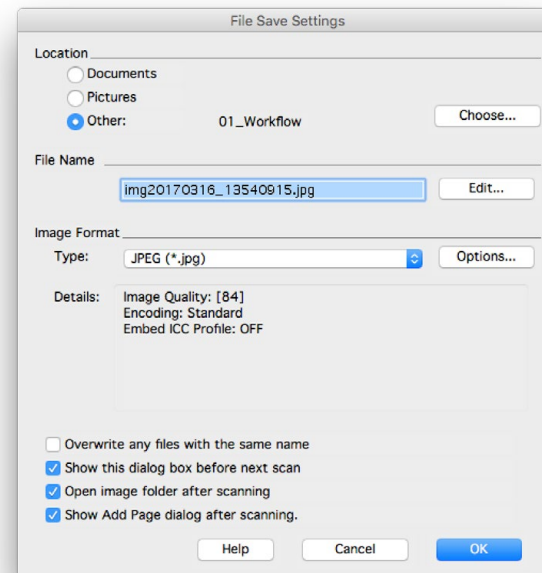 File Save Settings
Location
Documents
Pictures
Other: 01_Workflow Choose...
File Name
img20170316_13540915.jpg Edit...
Image Format
Type: JPEG (*.jpg) Options...
Details: Image Quality: [84]
Encoding: Standard
Embed ICC Profile: OFF
Overwrite any files with the same name
Show this dialog box before next scan
Open image folder after scanning
Show Add Page dialog after scanning.
Help Cancel OK